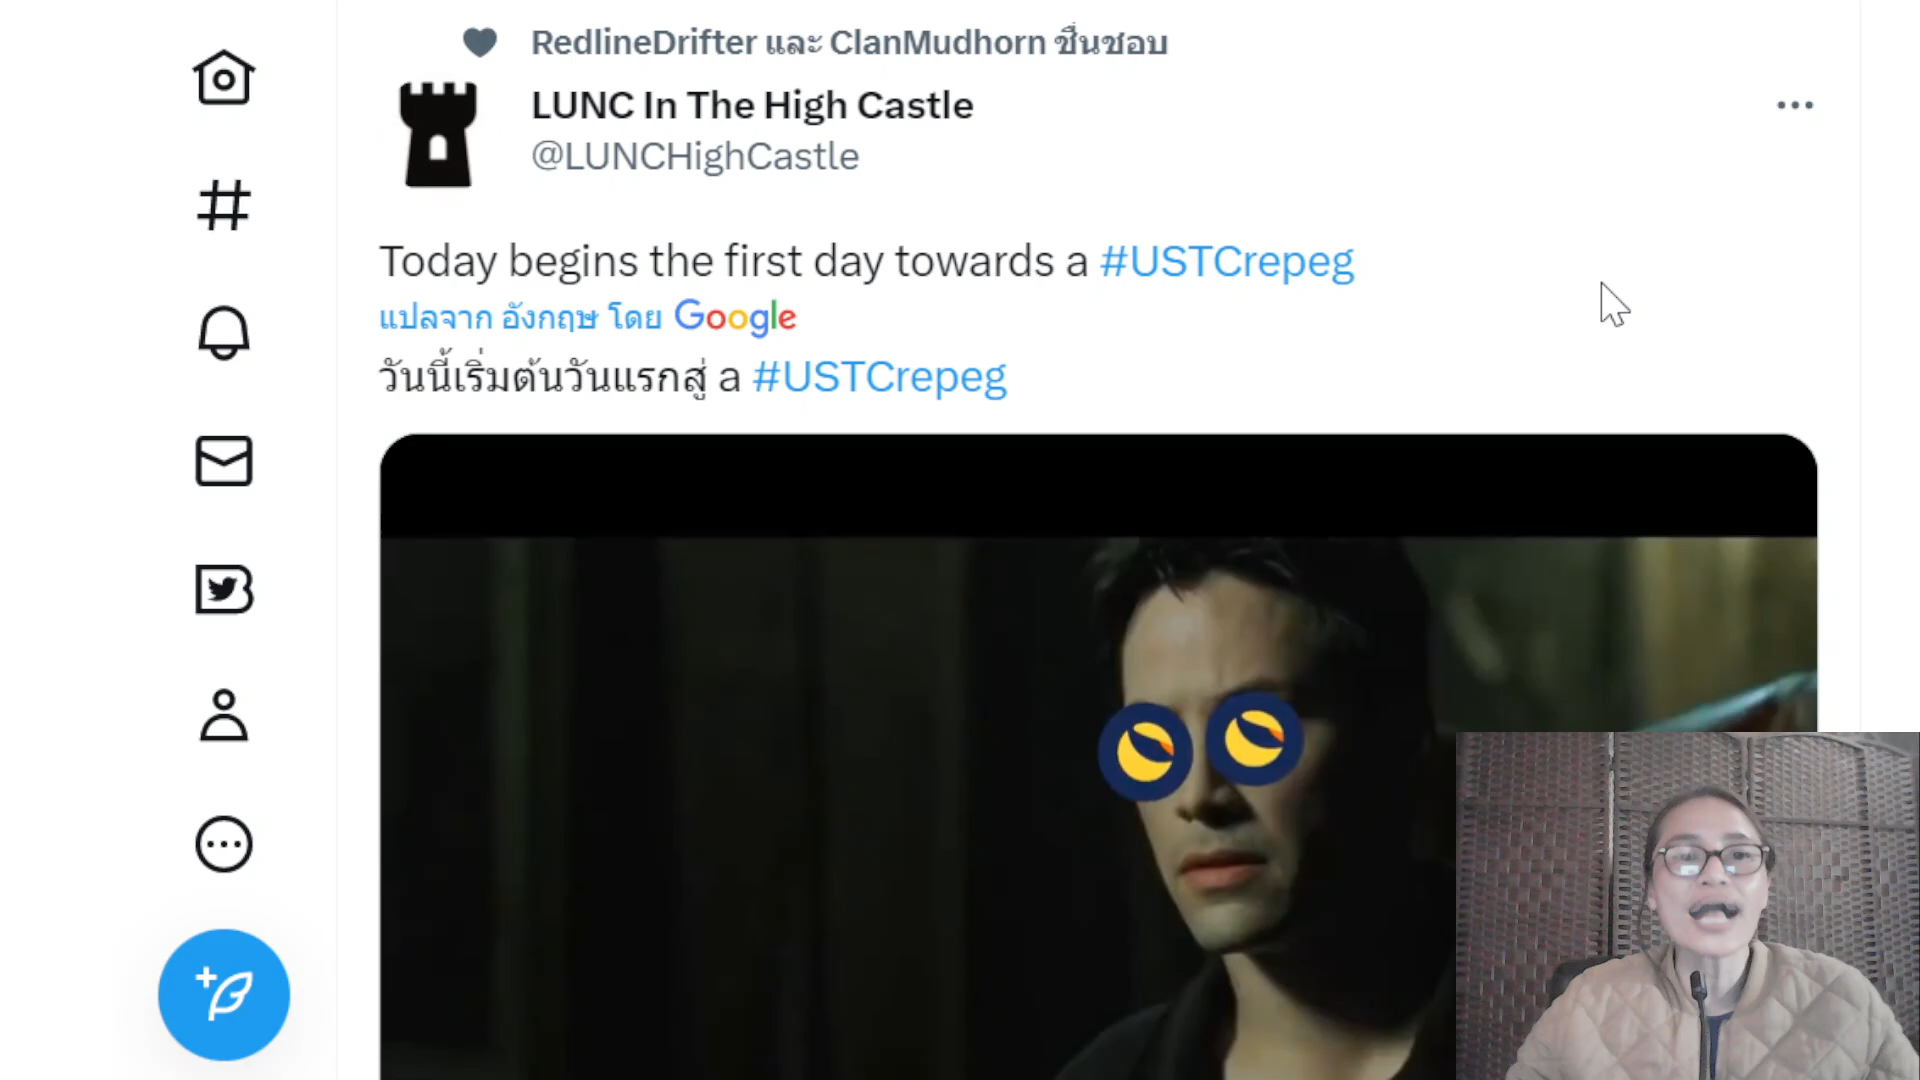 RedlineDrifter และ ClanMudhorn ชื่นชอบ
LUNC In The High Castle
@LUNCHighCastle
Today begins the first day towards a #USTCrepeg
แปลจาก อังกฤษ โดย Google
วันนี้เริ่มต้นวันแรกสู่ a #USTCrepeg